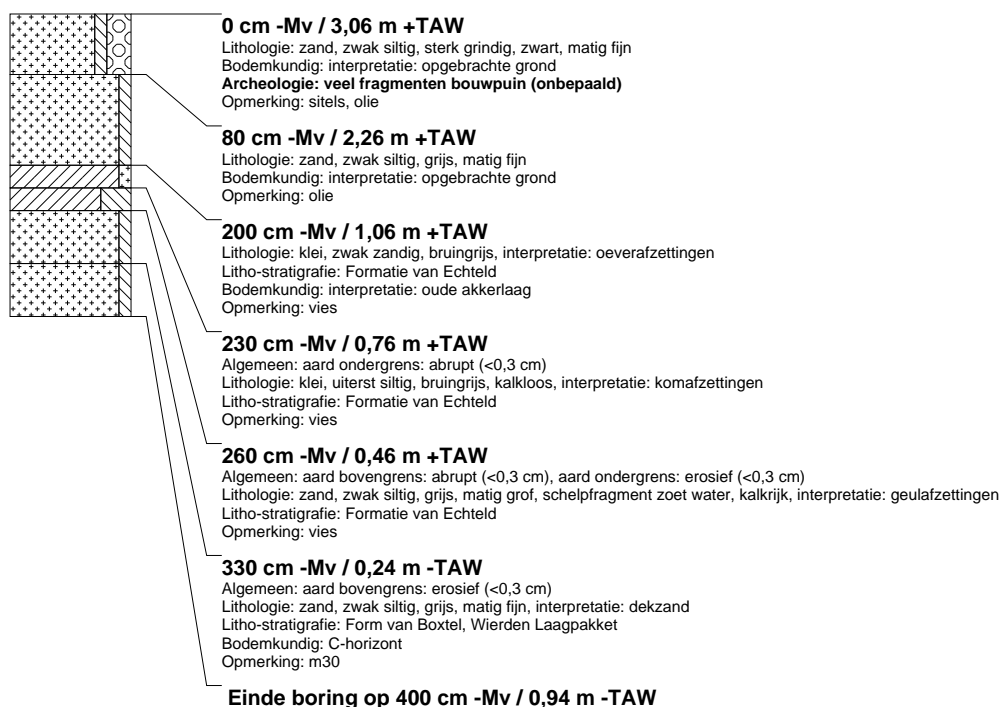 0 cm -Mv / 3,06 m +TAW
Lithologie: zand, zwak siltig, sterk grindig, zwart, matig fijn
Bodemkundig: interpretatie: opgebrachte grond
Archeologie: veel fragmenten bouwpuin (onbepaald)
Opmerking: sitels, olie
80 cm -Mv / 2,26 m +TAW
Lithologie: zand, zwak siltig, grijs, matig fijn
Bodemkundig: interpretatie: opgebrachte grond
Opmerking: olie
200 cm -Mv / 1,06 m +TAW
Lithologie: klei, zwak zandig, bruingrijs, interpretatie: oeverafzettingen
Litho-stratigrafie: Formatie van Echteld
Bodemkundig: interpretatie: oude akkerlaag
Opmerking: vies
230 cm -Mv / 0,76 m +TAW
Algemeen: aard ondergrens: abrupt (<0,3 cm)
Lithologie: klei, uiterst siltig, bruingrijs, kalkloos, interpretatie: komafzettingen
Litho-stratigrafie: Formatie van Echteld
Opmerking: vies
260 cm -Mv / 0,46 m +TAW
Algemeen: aard bovengrens: abrupt (<0,3 cm), aard ondergrens: erosief (<0,3 cm)
Lithologie: zand, zwak siltig, grijs, matig grof, schelpfragment zoet water, kalkrijk, interpretatie: geulafzettingen
Litho-stratigrafie: Formatie van Echteld
Opmerking: vies
330 cm -Mv / 0,24 m -TAW
Algemeen: aard bovengrens: erosief (<0,3 cm)
Lithologie: zand, zwak siltig, grijs, matig fijn, interpretatie: dekzand
Litho-stratigrafie: Form van Boxtel, Wierden Laagpakket
Bodemkundig: C-horizont
Opmerking: m30
Einde boring op 400 cm -Mv / 0,94 m -TAW